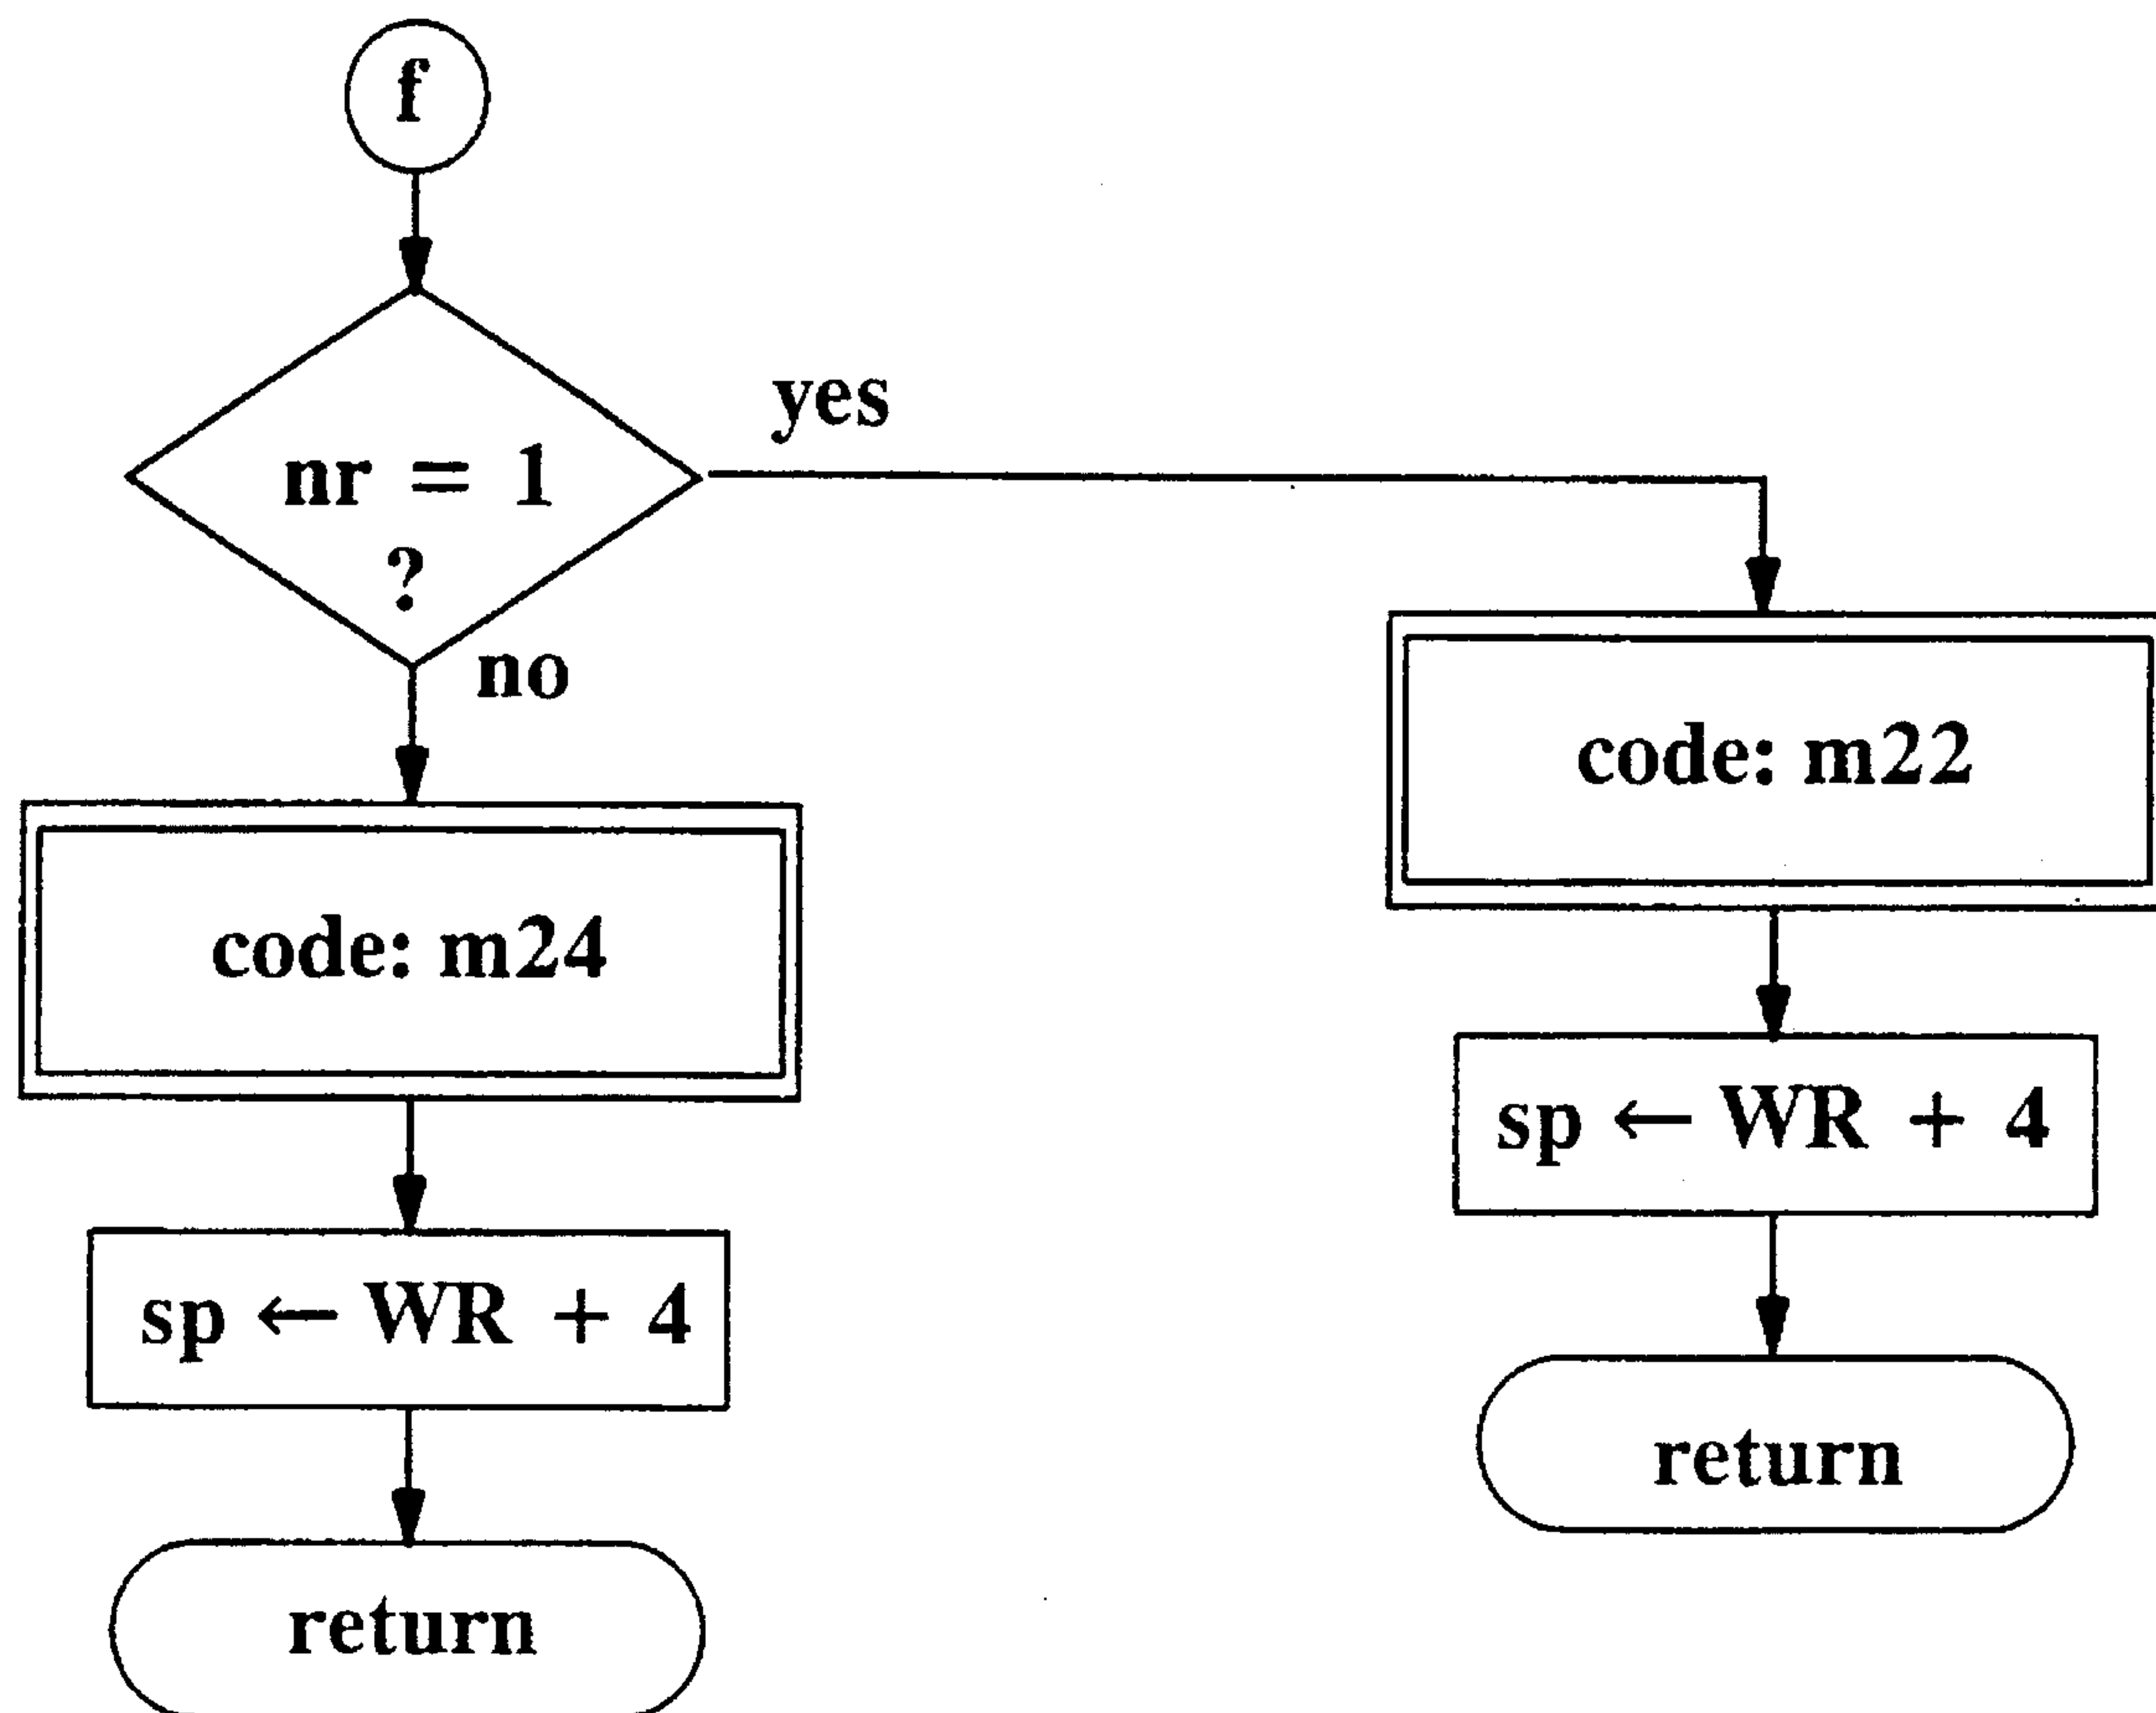 f
yes
nr = 1
?
no
code: m22
code: m24
sp ← WR + 4
sp ← WR + 4
return
return